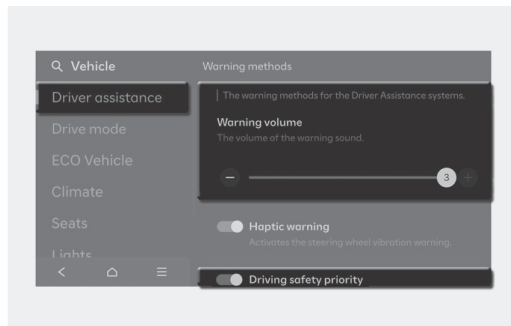 Vehicle
Warning methods
Driver assistance
The warning methods for the Driver Assistance systems.
Drive mode
Warning volume
The volume of the warning sound.
ECO Vehicle
Climate
3
Seats
Haptic warning
Activates the steering wheel vibration warning.
Lights
Driving safety priority